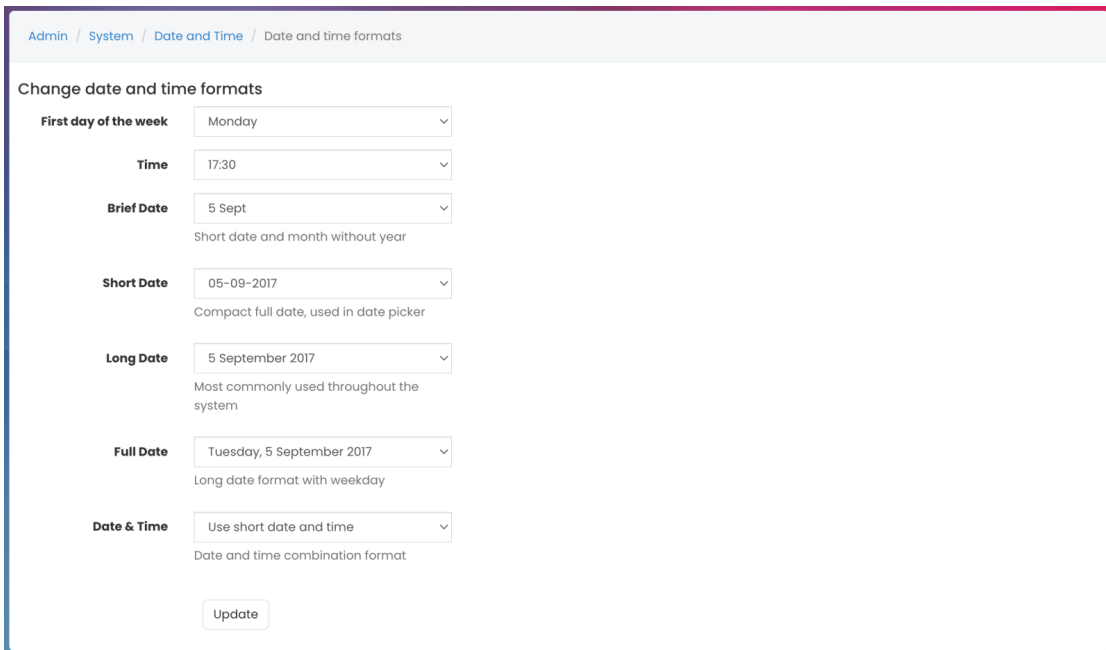 Admin / System / Date and Time / Date and time formats
Change date and time formats
First day of the week Monday
Time 17:30
Brief Date 5 Sept
Short date and month without year
Short Date 05-09-2017
Compact full date, used in date picker
Long Date 5 September 2017
Most commonly used throughout the
system
Full Date Tuesday, 5 September 2017
Long date format with weekday
Date & Time Use short date and time
Date and time combination format
Update